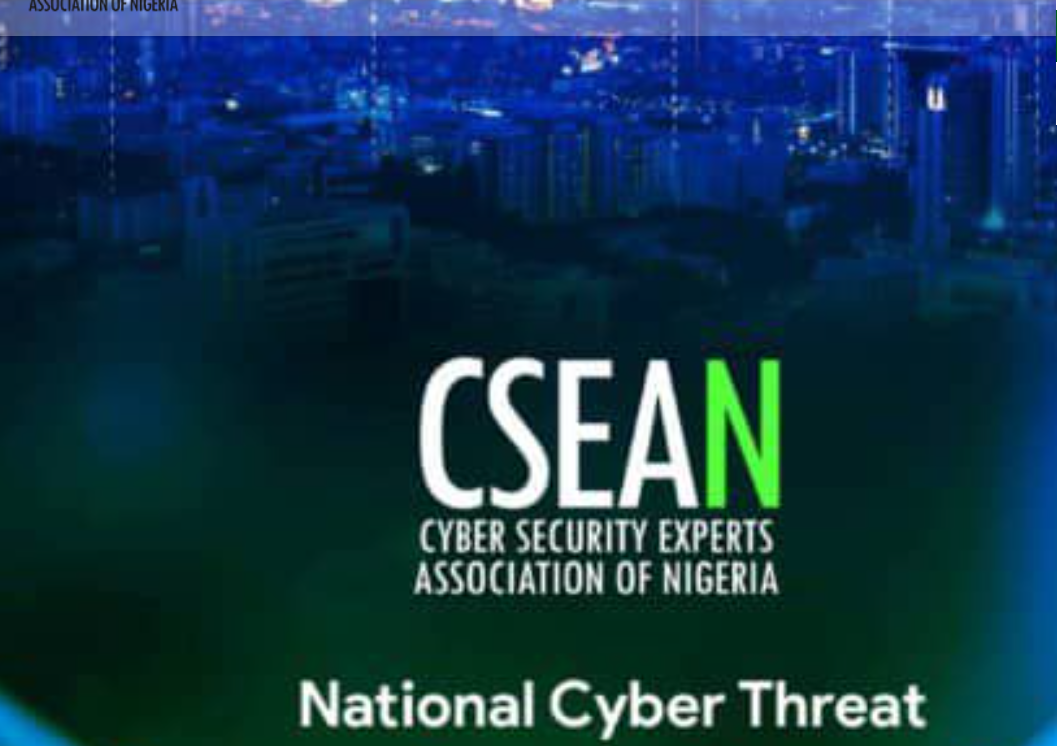 ASSOCIATION OF NIGERIA
CSEAN
CYBER SECURITY EXPERTS
ASSOCIATION OF NIGERIA
National Cyber Threat